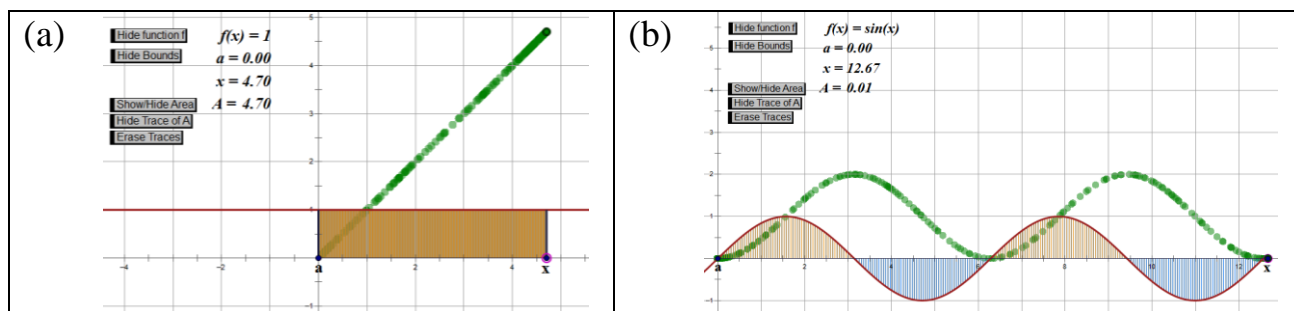 (a)
Hide function f
f(x) = 1
Hide Bounds
a = 0.00
x = 4.70
Show/Hide Area
A = 4.70
Hide Trace of A
Erase Traces
5
4
3
2
1
-4
-2
2
4
a
x
-1
(b)
Hide function f
f(x) = sin(x)
Hide Bounds
a = 0.00
x = 12.67
Show/Hide Area
A = 0.01
Hide Trace of A
Erase Traces
5
4
3
2
1
a
2
4
6
8
10
12
x
-1